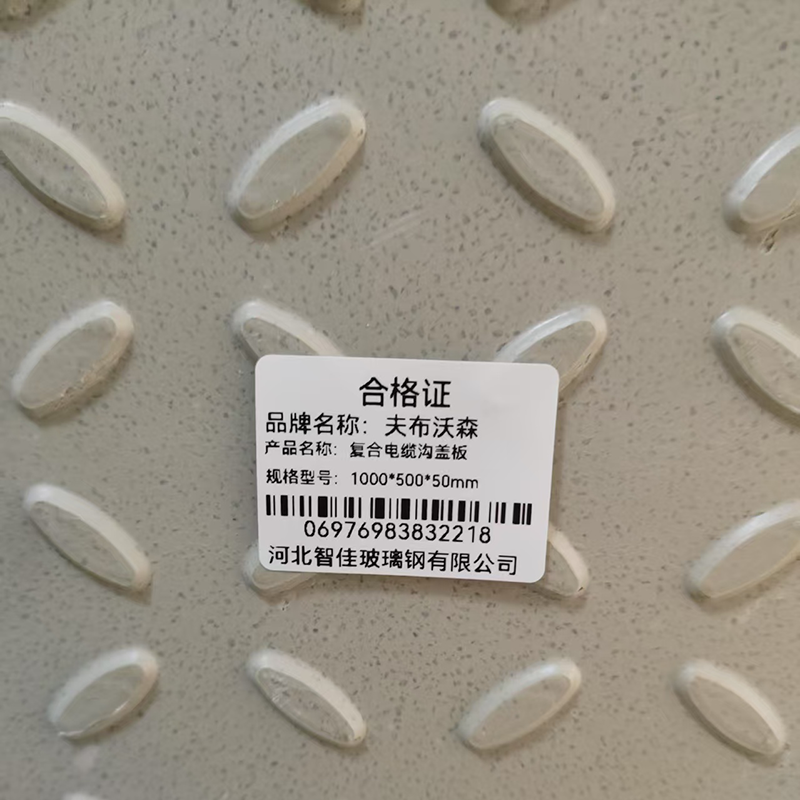 合格证
品牌名称：夫布沃森
产品名称：复合电缆沟盖板
规格型号：1000*500*50mm
06976983832218
河北智佳玻璃钢有限公司